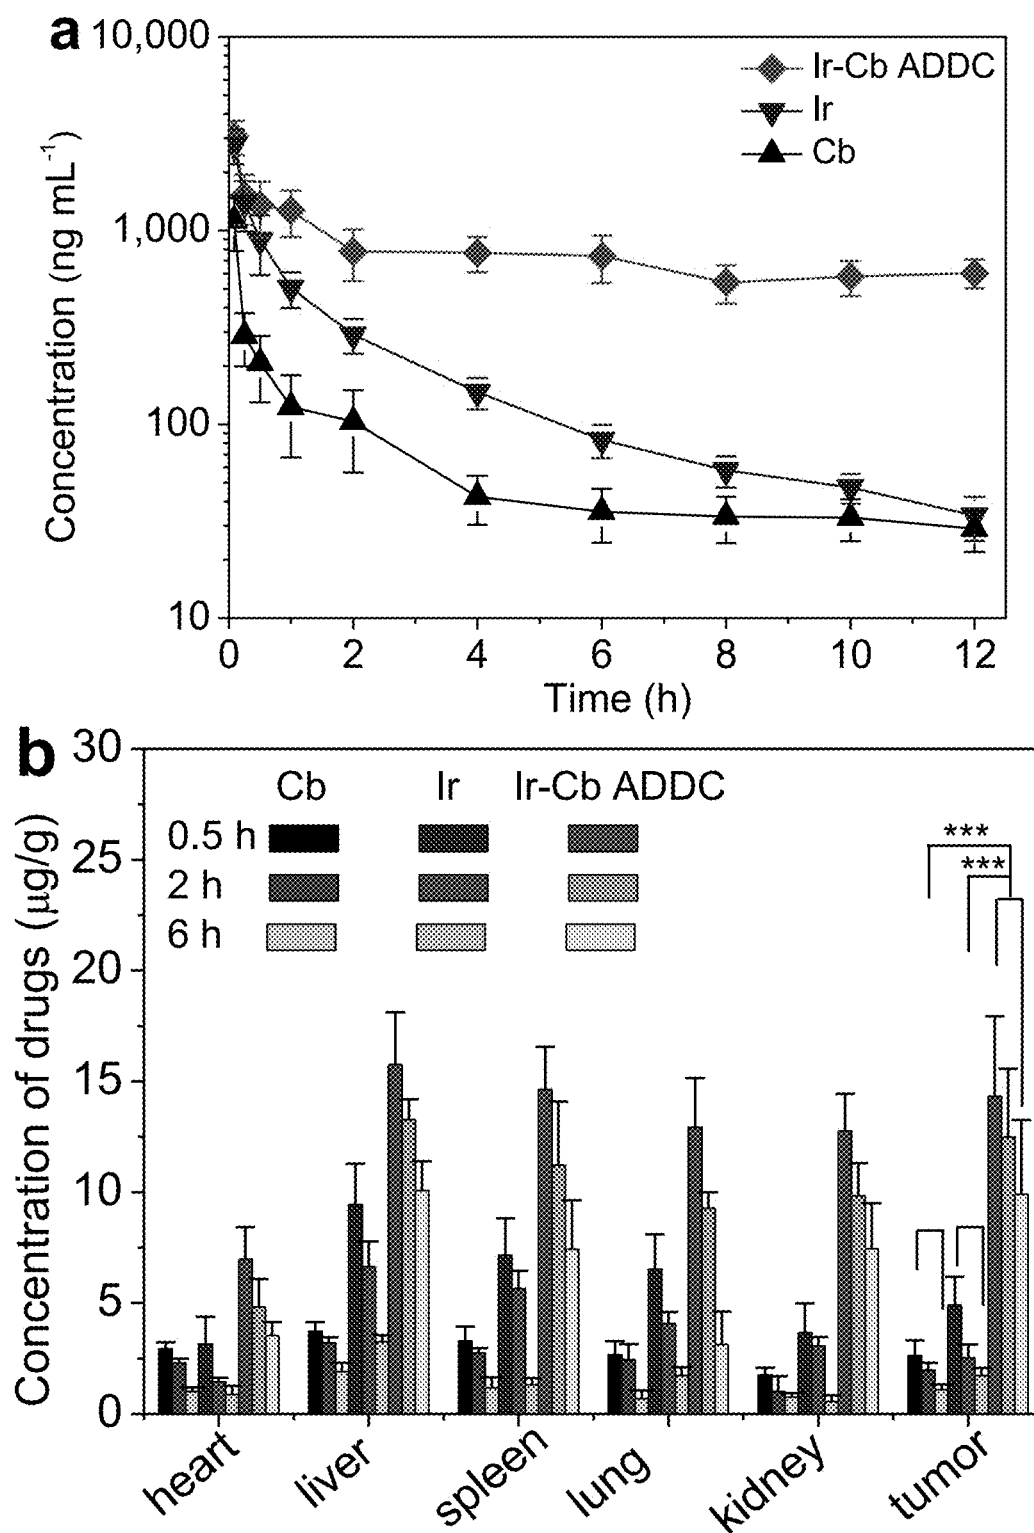 a
10,000
1,000
100
10
Concentration (ng mL⁻¹)
Ir-Cb ADDC
Ir
Cb
0 2 4 6 8 10 12
Time (h)
b
30
25
20
15
10
5
0
Concentration of drugs (μg/g)
Cb Ir Ir-Cb ADDC
0.5 h
2 h
6 h
***
***
heart liver spleen lung kidney tumor